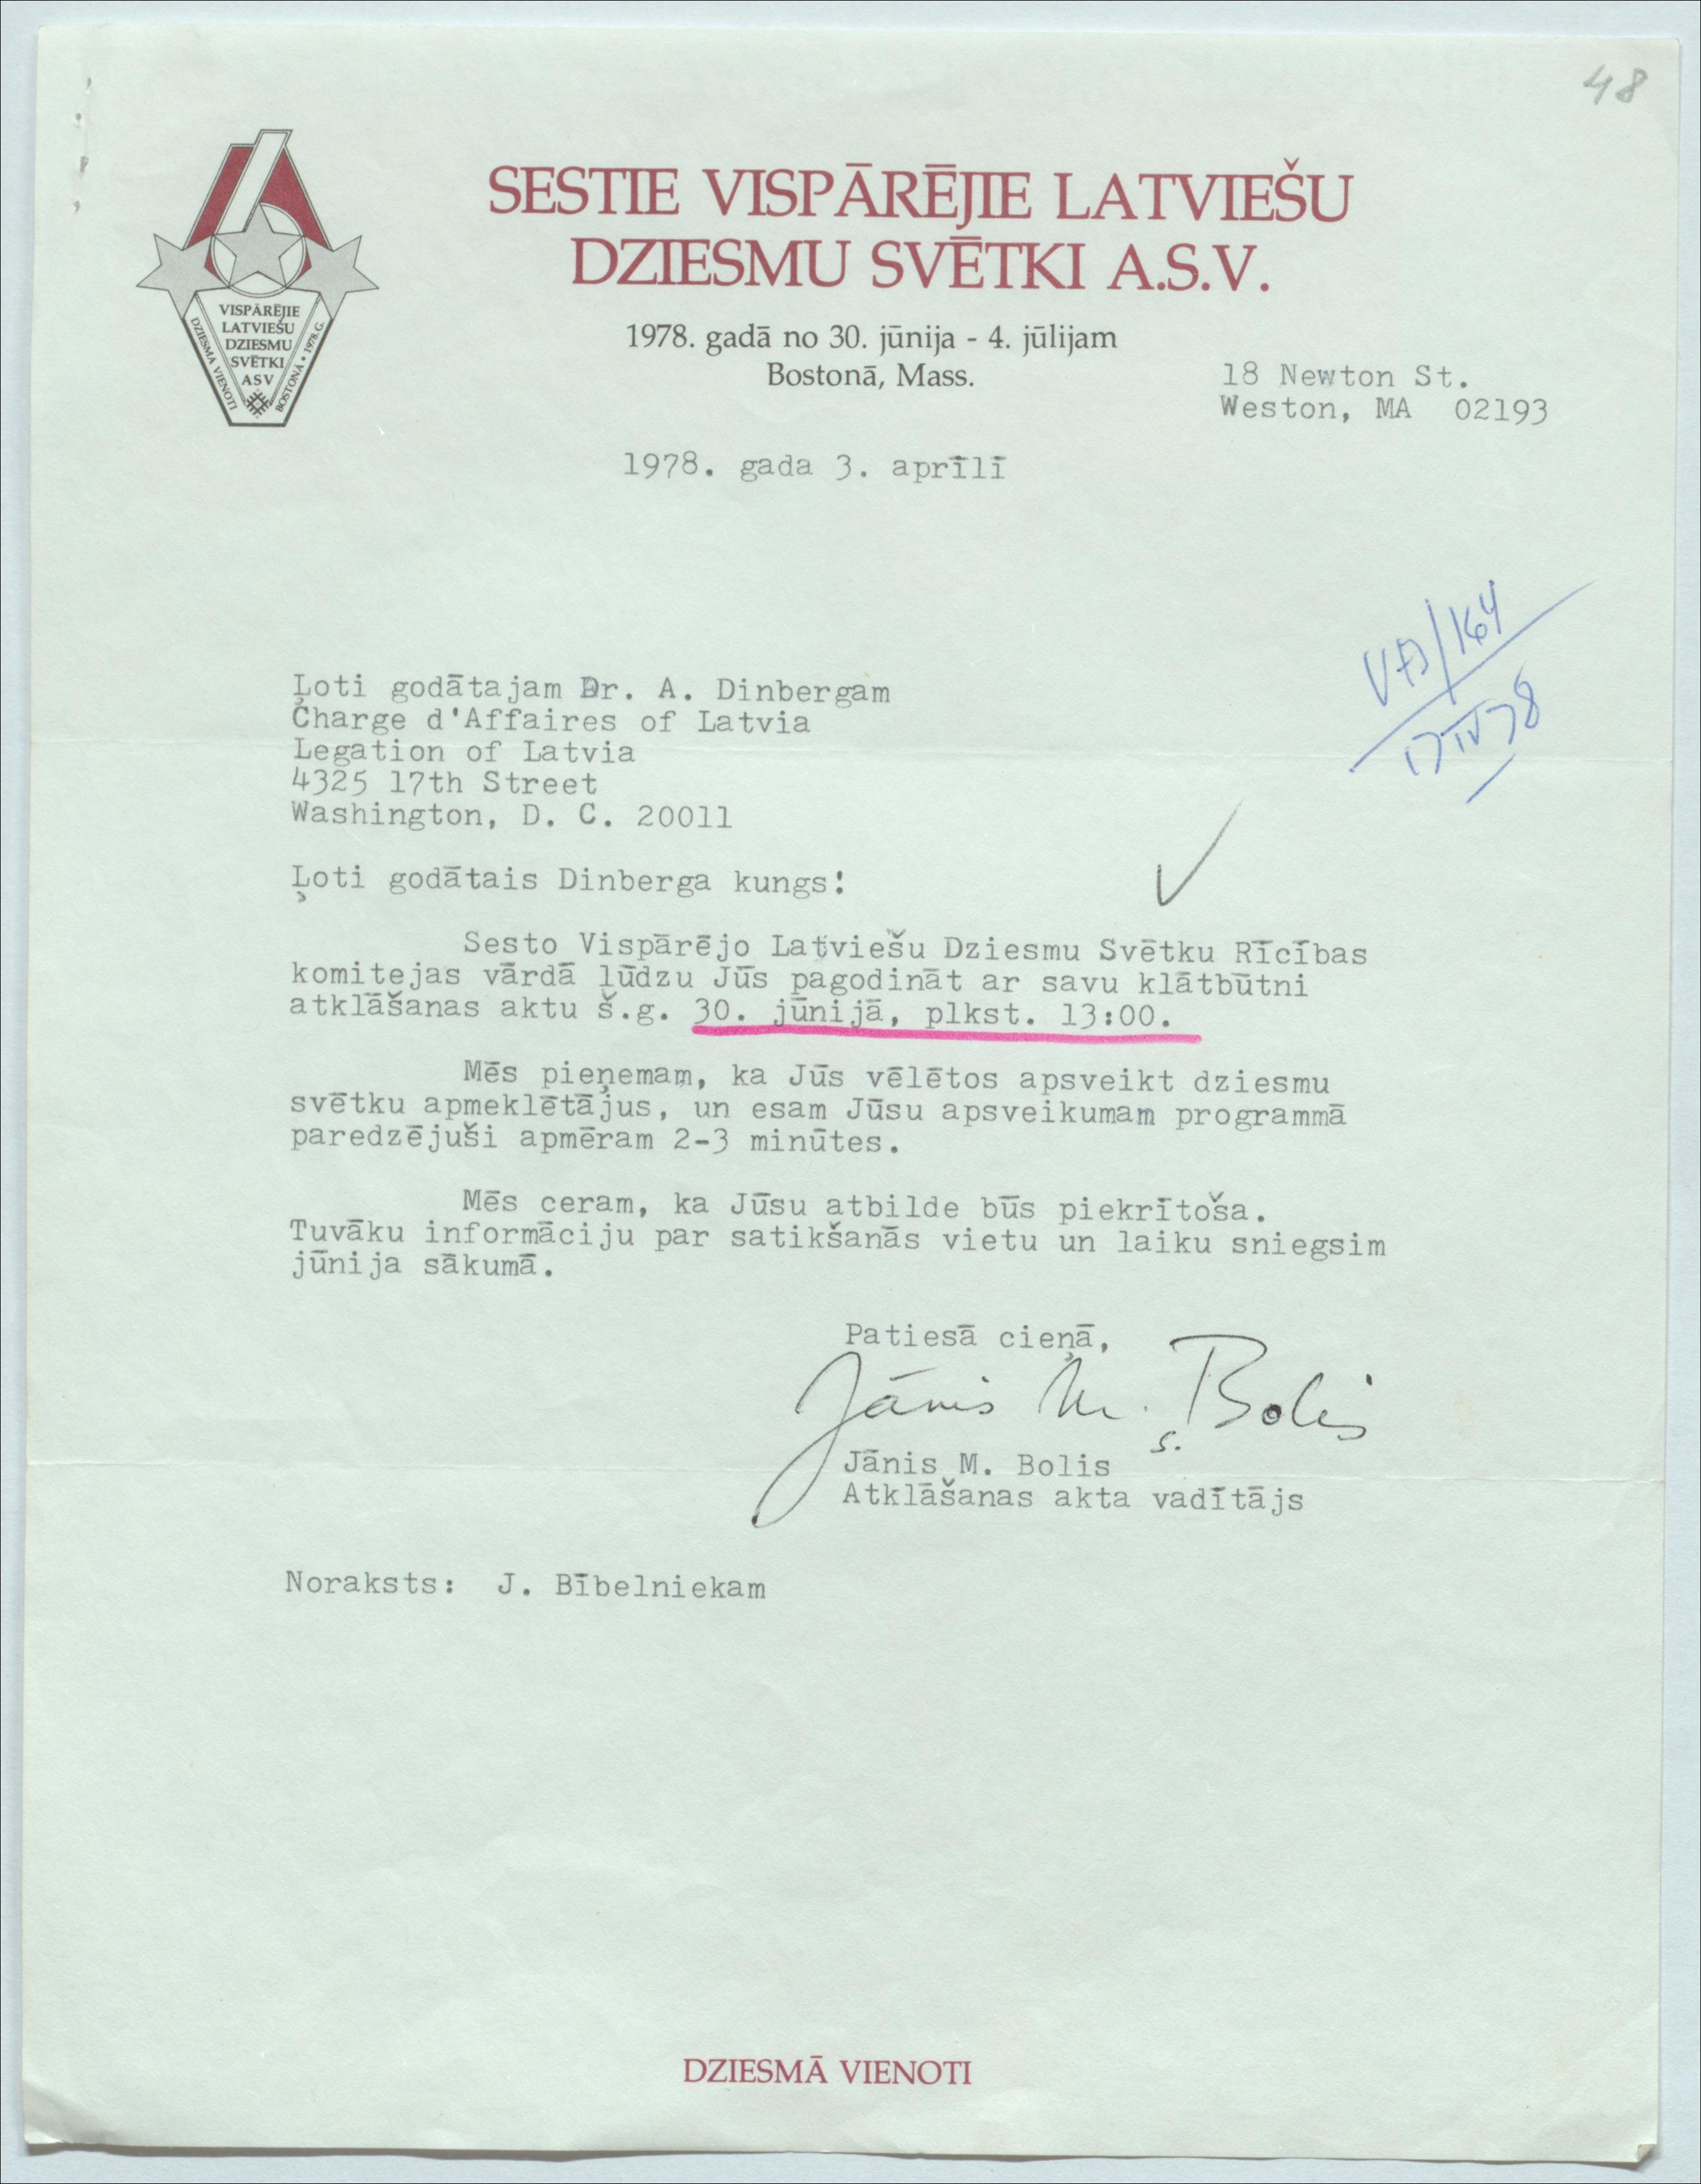 48
SESTIE VISPĀRĒJIE LATVIEŠU
DZIESMU SVĒTKI A.S.V.
1978. gadā no 30. jūnija - 4. jūlijam
Bostonā, Mass.
VISPĀRĒJIE
LATVIEŠU
DZIESMU
SVĒTKI
ASV
DZIESMĀ VIENOTI
BOSTONĀ • 1978.G.
18 Newton St.
Weston, MA 02193
1978. gada 3. aprīlī
VA/164
17 IV 78
Ļoti godātajam Dr. A. Dinbergam
Charge d'Affaires of Latvia
Legation of Latvia
4325 17th Street
Washington, D. C. 20011
Ļoti godātais Dinberga kungs!
Sesto Vispārējo Latviešu Dziesmu Svētku Rīcības
komitejas vārdā lūdzu Jūs pagodināt ar savu klātbūtni
atklāšanas aktu š.g. 30. jūnijā, plkst. 13:00.
Mēs pieņemam, ka Jūs vēlētos apsveikt dziesmu
svētku apmeklētājus, un esam Jūsu apsveikumam programmā
paredzējuši apmēram 2-3 minūtes.
Mēs ceram, ka Jūsu atbilde būs piekrītoša.
Tuvāku informāciju par satikšanās vietu un laiku sniegsim
jūnija sākumā.
Patiesā cieņā,
Jānis M. Bolis
s.
Jānis M. Bolis
Atklāšanas akta vadītājs
Noraksts: J. Bībelniekam
DZIESMĀ VIENOTI